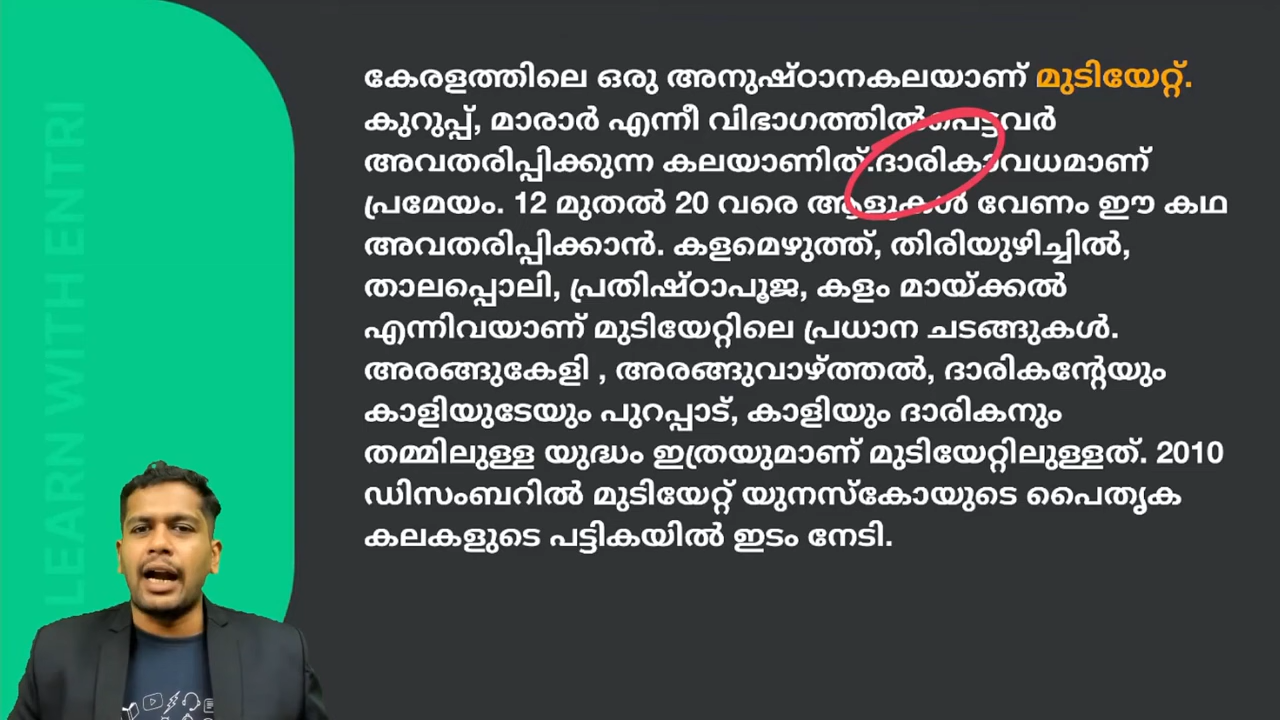 LEARN WITH ENTRI
കേരളത്തിലെ ഒരു അനുഷ്ഠാനകലയാണ് മുടിയേറ്റ്.
കുറുപ്പ്, മാരാർ എന്നീ വിഭാഗത്തിൽപെട്ടവർ
അവതരിപ്പിക്കുന്ന കലയാണിത്.ദാരികാവധമാണ്
പ്രമേയം. 12 മുതൽ 20 വരെ ആളുകൾ വേണം ഈ കഥ
അവതരിപ്പിക്കാൻ. കളമെഴുത്ത്, തിരിയുഴിച്ചിൽ,
താലപ്പൊലി, പ്രതിഷ്ഠാപൂജ, കളം മായ്ക്കൽ
എന്നിവയാണ് മുടിയേറ്റിലെ പ്രധാന ചടങ്ങുകൾ.
അരങ്ങുകേളി , അരങ്ങുവാഴ്ത്തൽ, ദാരികന്റേയും
കാളിയുടേയും പുറപ്പാട്, കാളിയും ദാരികനും
തമ്മിലുള്ള യുദ്ധം ഇത്രയുമാണ് മുടിയേറ്റിലുള്ളത്. 2010
ഡിസംബറിൽ മുടിയേറ്റ് യുനസ്കോയുടെ പൈതൃക
കലകളുടെ പട്ടികയിൽ ഇടം നേടി.